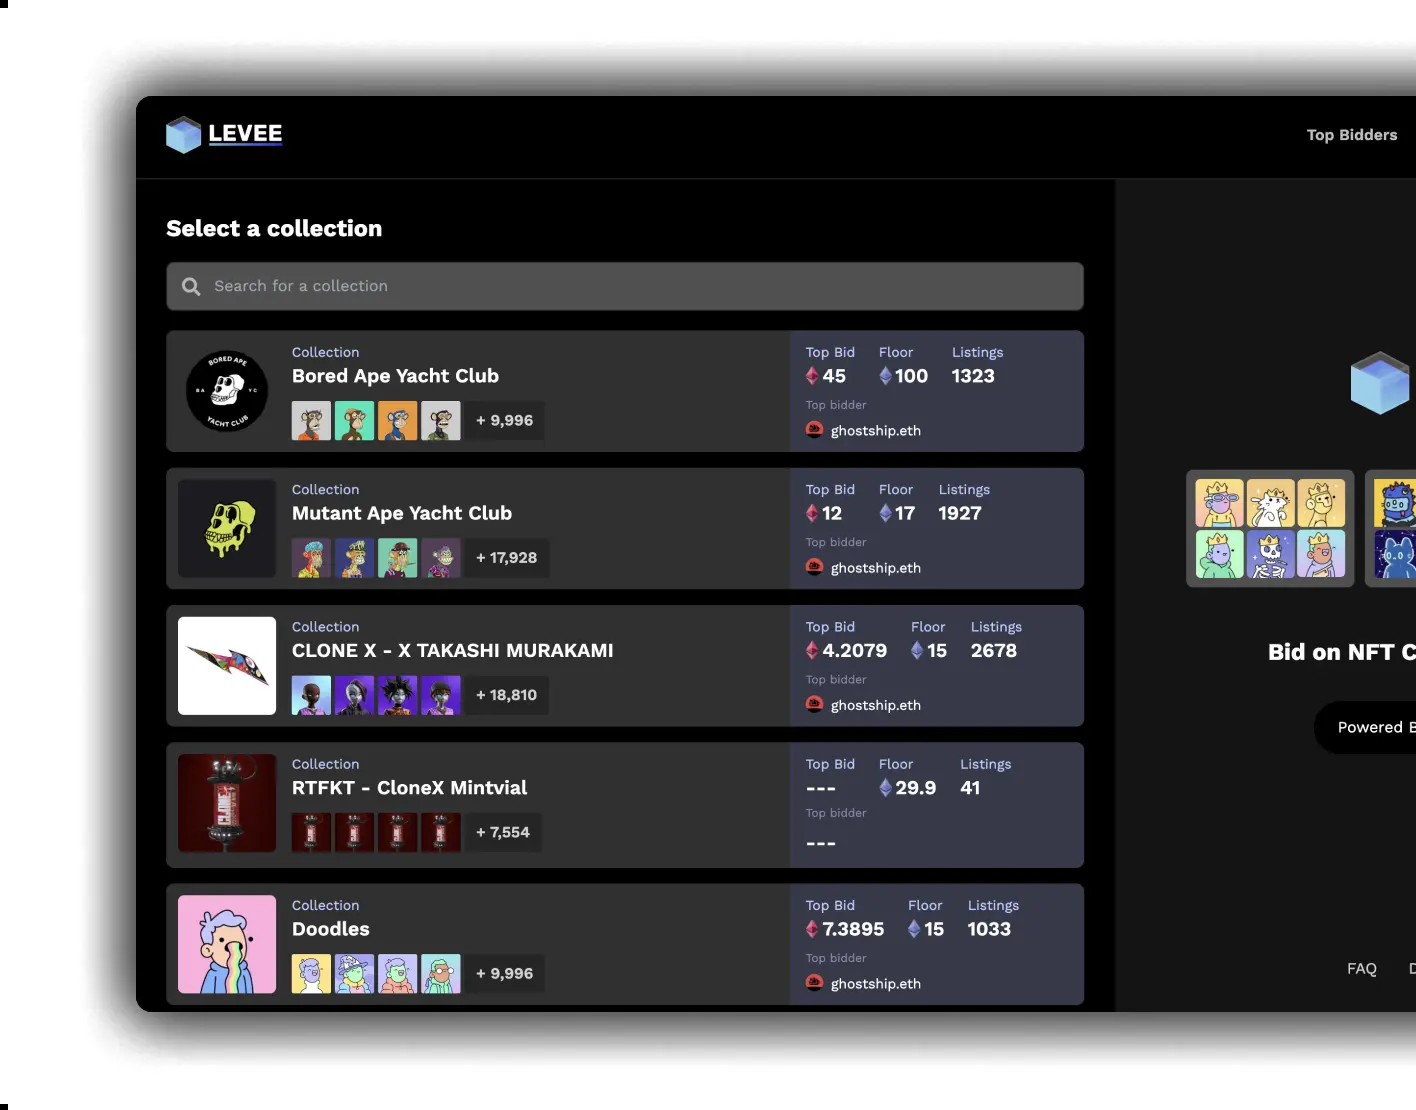 LEVEE
Top Bidders
Select a collection
Search for a collection
BORED APE
BA YC
YACHT CLUB
Collection
Bored Ape Yacht Club
+ 9,996
Top Bid Floor Listings
45 100 1323
Top bidder
ghostship.eth
Collection
Mutant Ape Yacht Club
+ 17,928
Top Bid Floor Listings
12 17 1927
Top bidder
ghostship.eth
Collection
CLONE X - X TAKASHI MURAKAMI
+ 18,810
Top Bid Floor Listings
4.2079 15 2678
Top bidder
ghostship.eth
Collection
RTFKT - CloneX Mintvial
+ 7,554
Top Bid Floor Listings
--- 29.9 41
Top bidder
---
Collection
Doodles
+ 9,996
Top Bid Floor Listings
7.3895 15 1033
Top bidder
ghostship.eth
Bid on NFT C
Powered B
FAQ